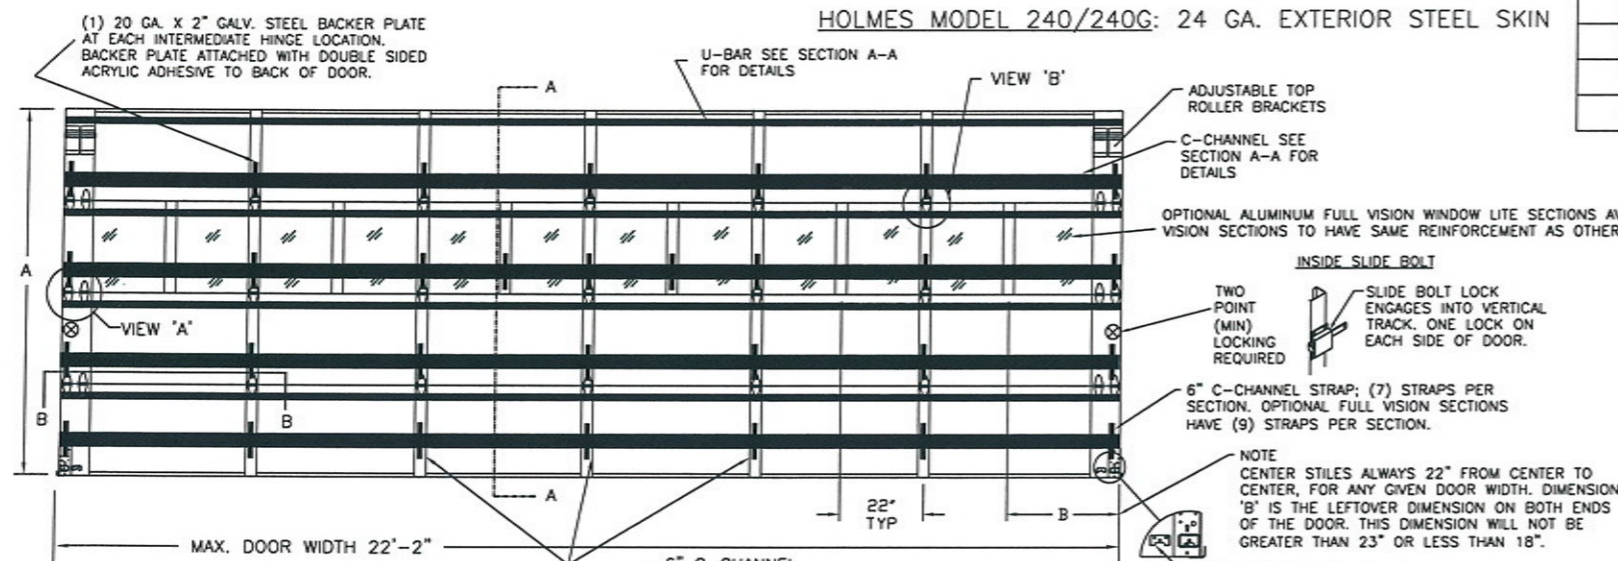 HOLMES MODEL 240/240G: 24 GA. EXTERIOR STEEL SKIN
(1) 20 GA. X 2" GALV. STEEL BACKER PLATE
AT EACH INTERMEDIATE HINGE LOCATION.
BACKER PLATE ATTACHED WITH DOUBLE SIDED
ACRYLIC ADHESIVE TO BACK OF DOOR.
U-BAR SEE SECTION A-A
FOR DETAILS
A
VIEW 'B'
ADJUSTABLE TOP
ROLLER BRACKETS
C-CHANNEL SEE
SECTION A-A FOR
DETAILS
OPTIONAL ALUMINUM FULL VISION WINDOW LITE SECTIONS
VISION SECTIONS TO HAVE SAME REINFORCEMENT AS OTHER
A
INSIDE SLIDE BOLT
TWO
POINT
(MIN)
LOCKING
REQUIRED
SLIDE BOLT LOCK
ENGAGES INTO VERTICAL
TRACK. ONE LOCK ON
EACH SIDE OF DOOR.
VIEW 'A'
B
B
6" C-CHANNEL STRAP; (7) STRAPS PER
SECTION. OPTIONAL FULL VISION SECTIONS
HAVE (9) STRAPS PER SECTION.
A
22"
TYP
B
NOTE
CENTER STILES ALWAYS 22" FROM CENTER TO
CENTER, FOR ANY GIVEN DOOR WIDTH. DIMENSION
'B' IS THE LEFTOVER DIMENSION ON BOTH ENDS
OF THE DOOR. THIS DIMENSION WILL NOT BE
GREATER THAN 23" OR LESS THAN 18".
MAX. DOOR WIDTH 22'-2"
6" C-CHANNEL